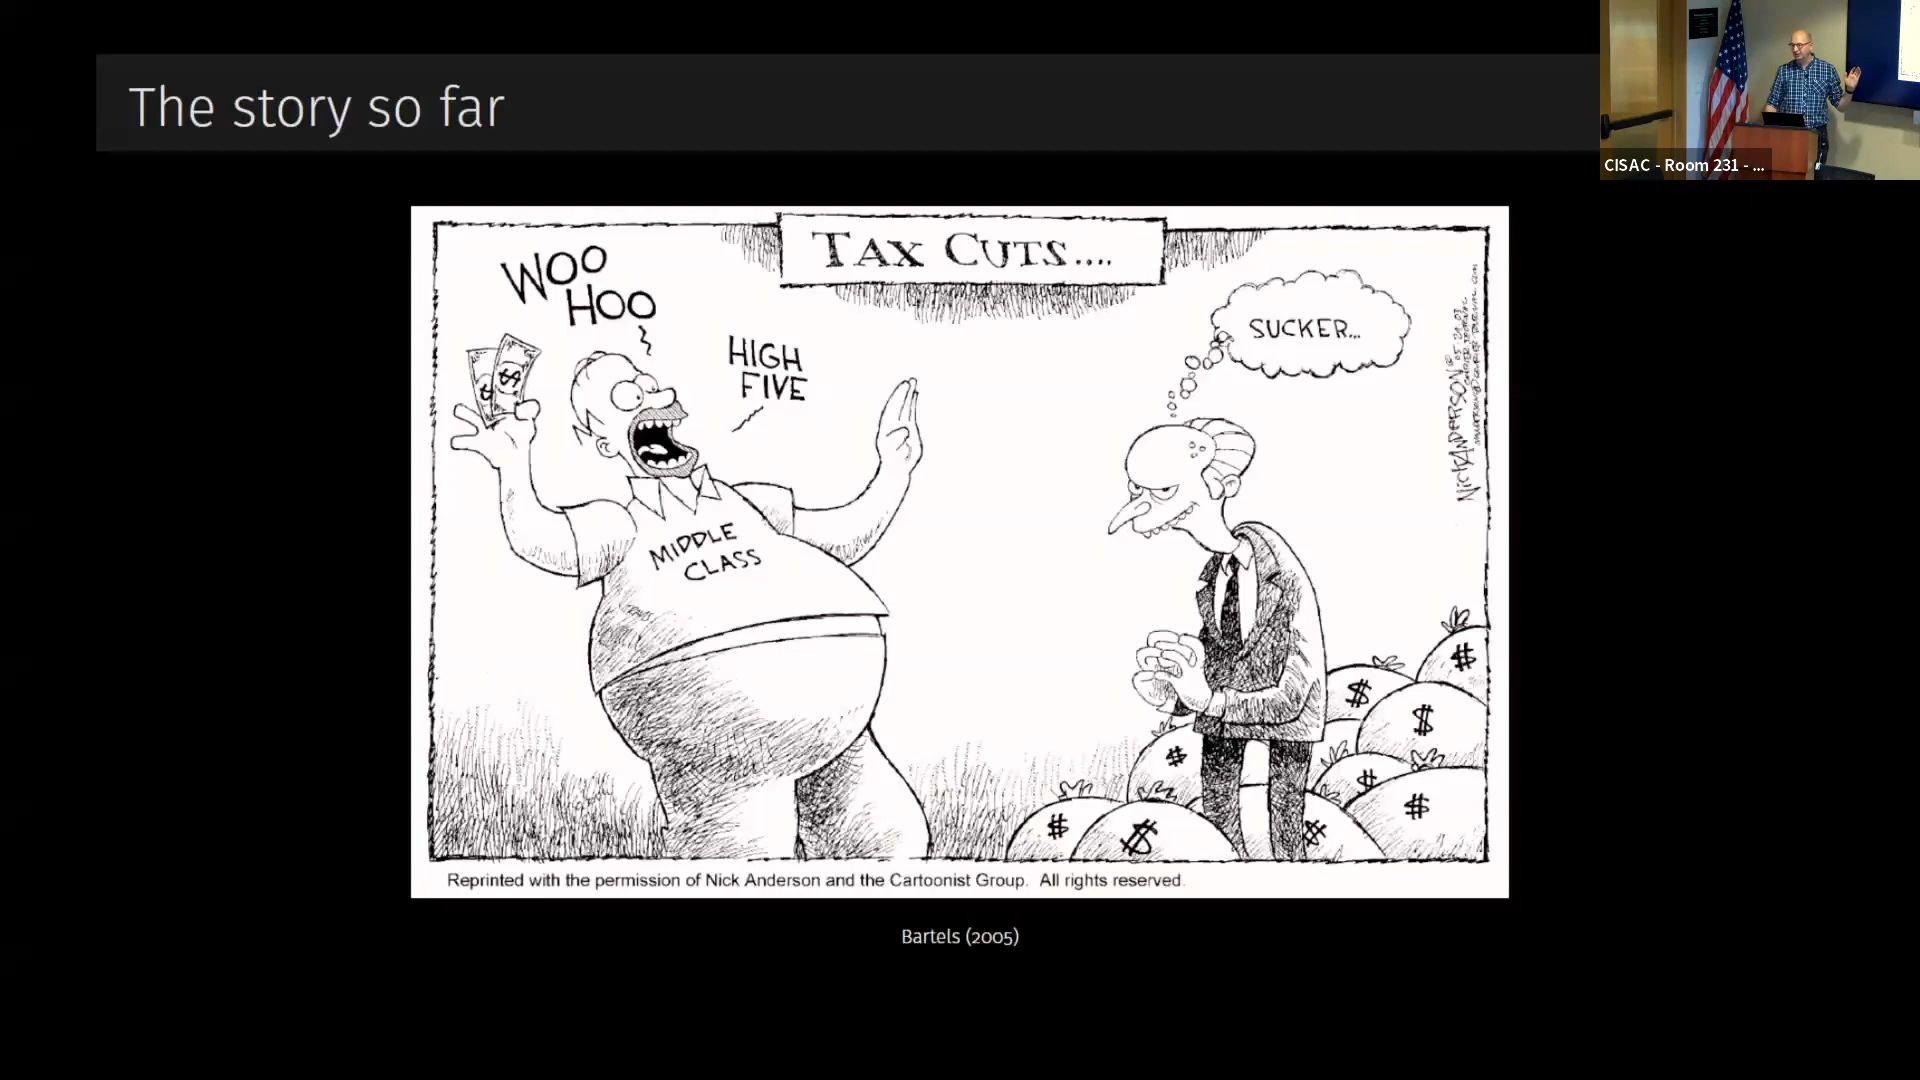 The story so far
CISAC - Room 231 - ...
TAX CUTS....
WOO
HOO
HIGH
FIVE
SUCKER...
MIDDLE
CLASS
$
$
$
$
$
$
$
$
$
$
$
NICK ANDERSON
Reprinted with the permission of Nick Anderson and the Cartoonist Group. All rights reserved.
Bartels (2005)